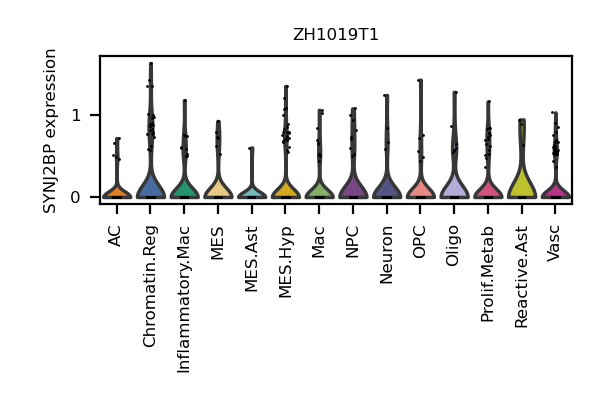 ZH1019T1
SYNJ2BP expression
1
0
AC
Chromatin.Reg
Inflammatory.Mac
MES
MES.Ast
MES.Hyp
Mac
NPC
Neuron
OPC
Oligo
Prolif.Metab
Reactive.Ast
Vasc